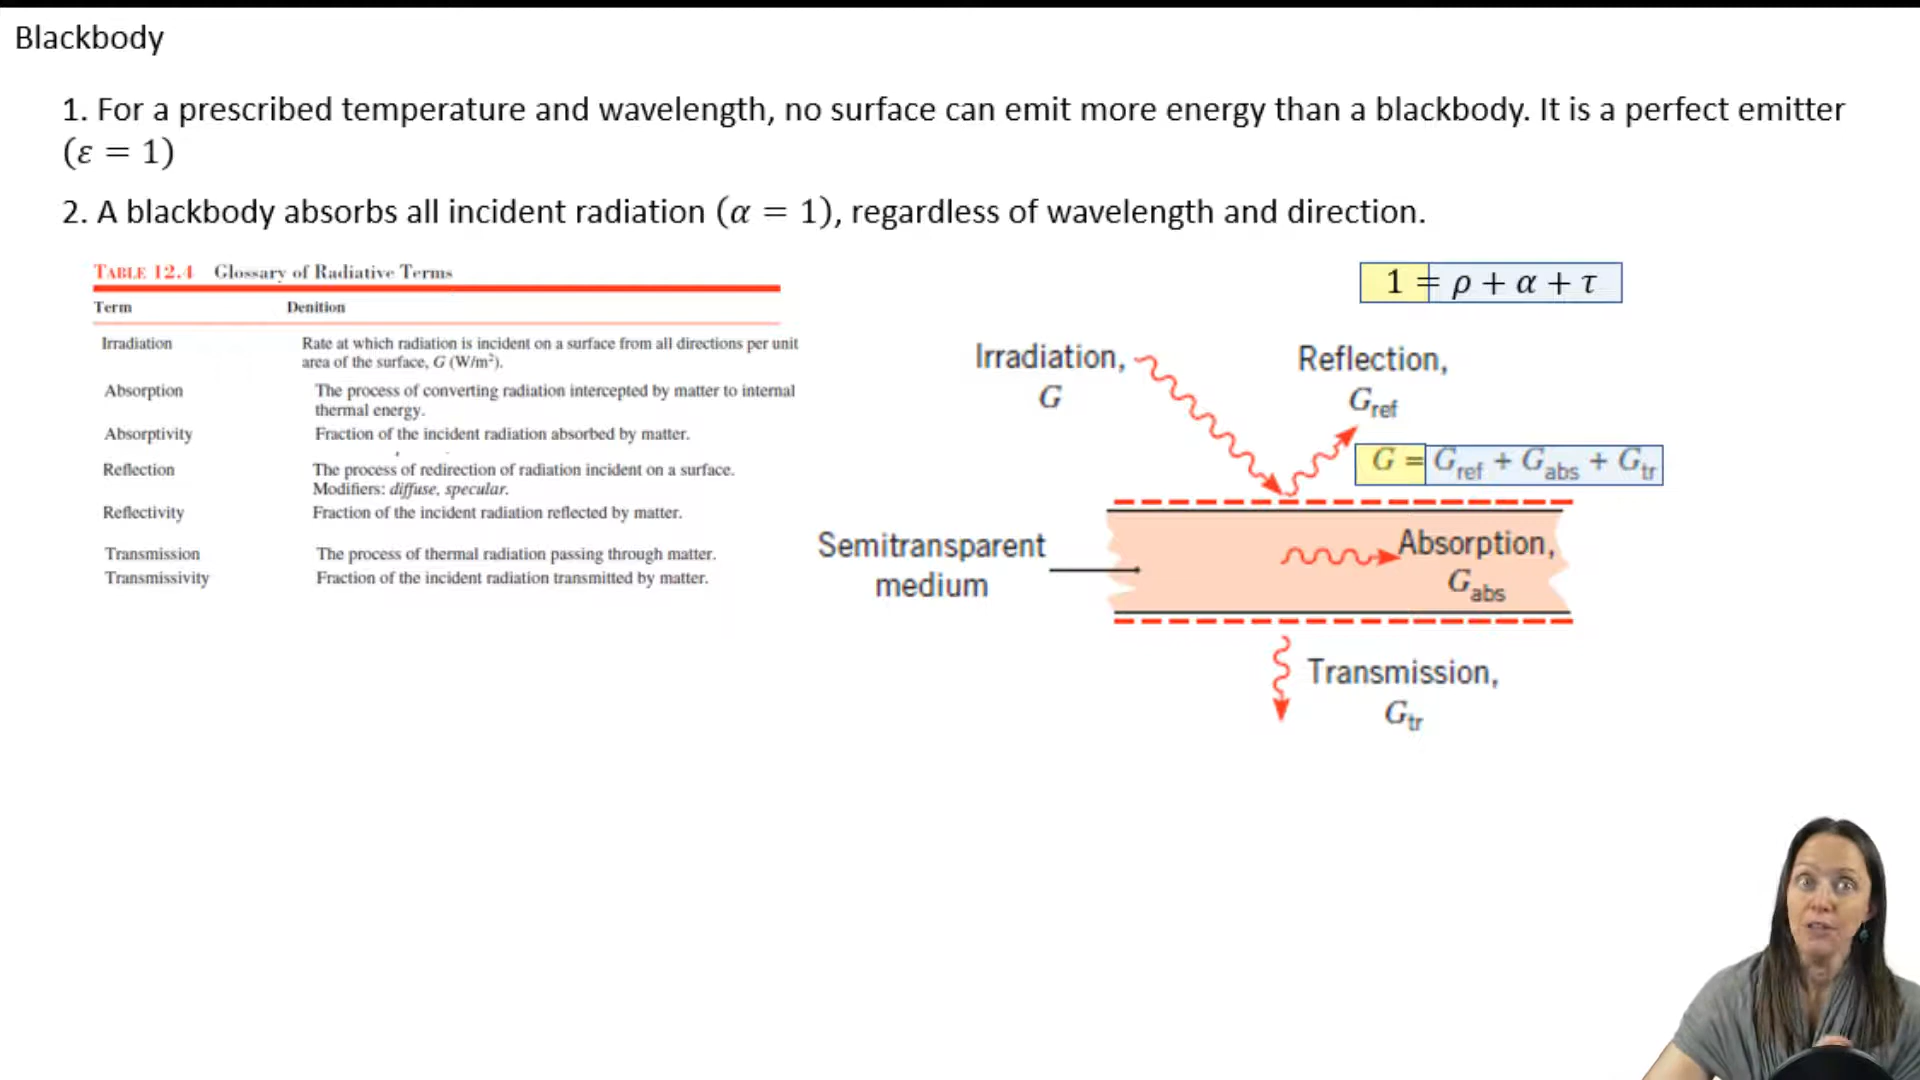 Blackbody
1. For a prescribed temperature and wavelength, no surface can emit more energy than a blackbody. It is a perfect emitter
(ε = 1)
2. A blackbody absorbs all incident radiation (α = 1), regardless of wavelength and direction.
TABLE 12.4 Glossary of Radiative Terms
Term Denition
Irradiation Rate at which radiation is incident on a surface from all directions per unit
area of the surface, G (W/m²).
Absorption The process of converting radiation intercepted by matter to internal
thermal energy.
Absorptivity Fraction of the incident radiation absorbed by matter.
Reflection The process of redirection of radiation incident on a surface.
Modifiers: diffuse, specular.
Reflectivity Fraction of the incident radiation reflected by matter.
Transmission The process of thermal radiation passing through matter.
Transmissivity Fraction of the incident radiation transmitted by matter.
1 = ρ + α + τ
Irradiation,
G
Reflection,
G_ref
G = G_ref + G_abs + G_tr
Semitransparent
medium
Absorption,
G_abs
Transmission,
G_tr